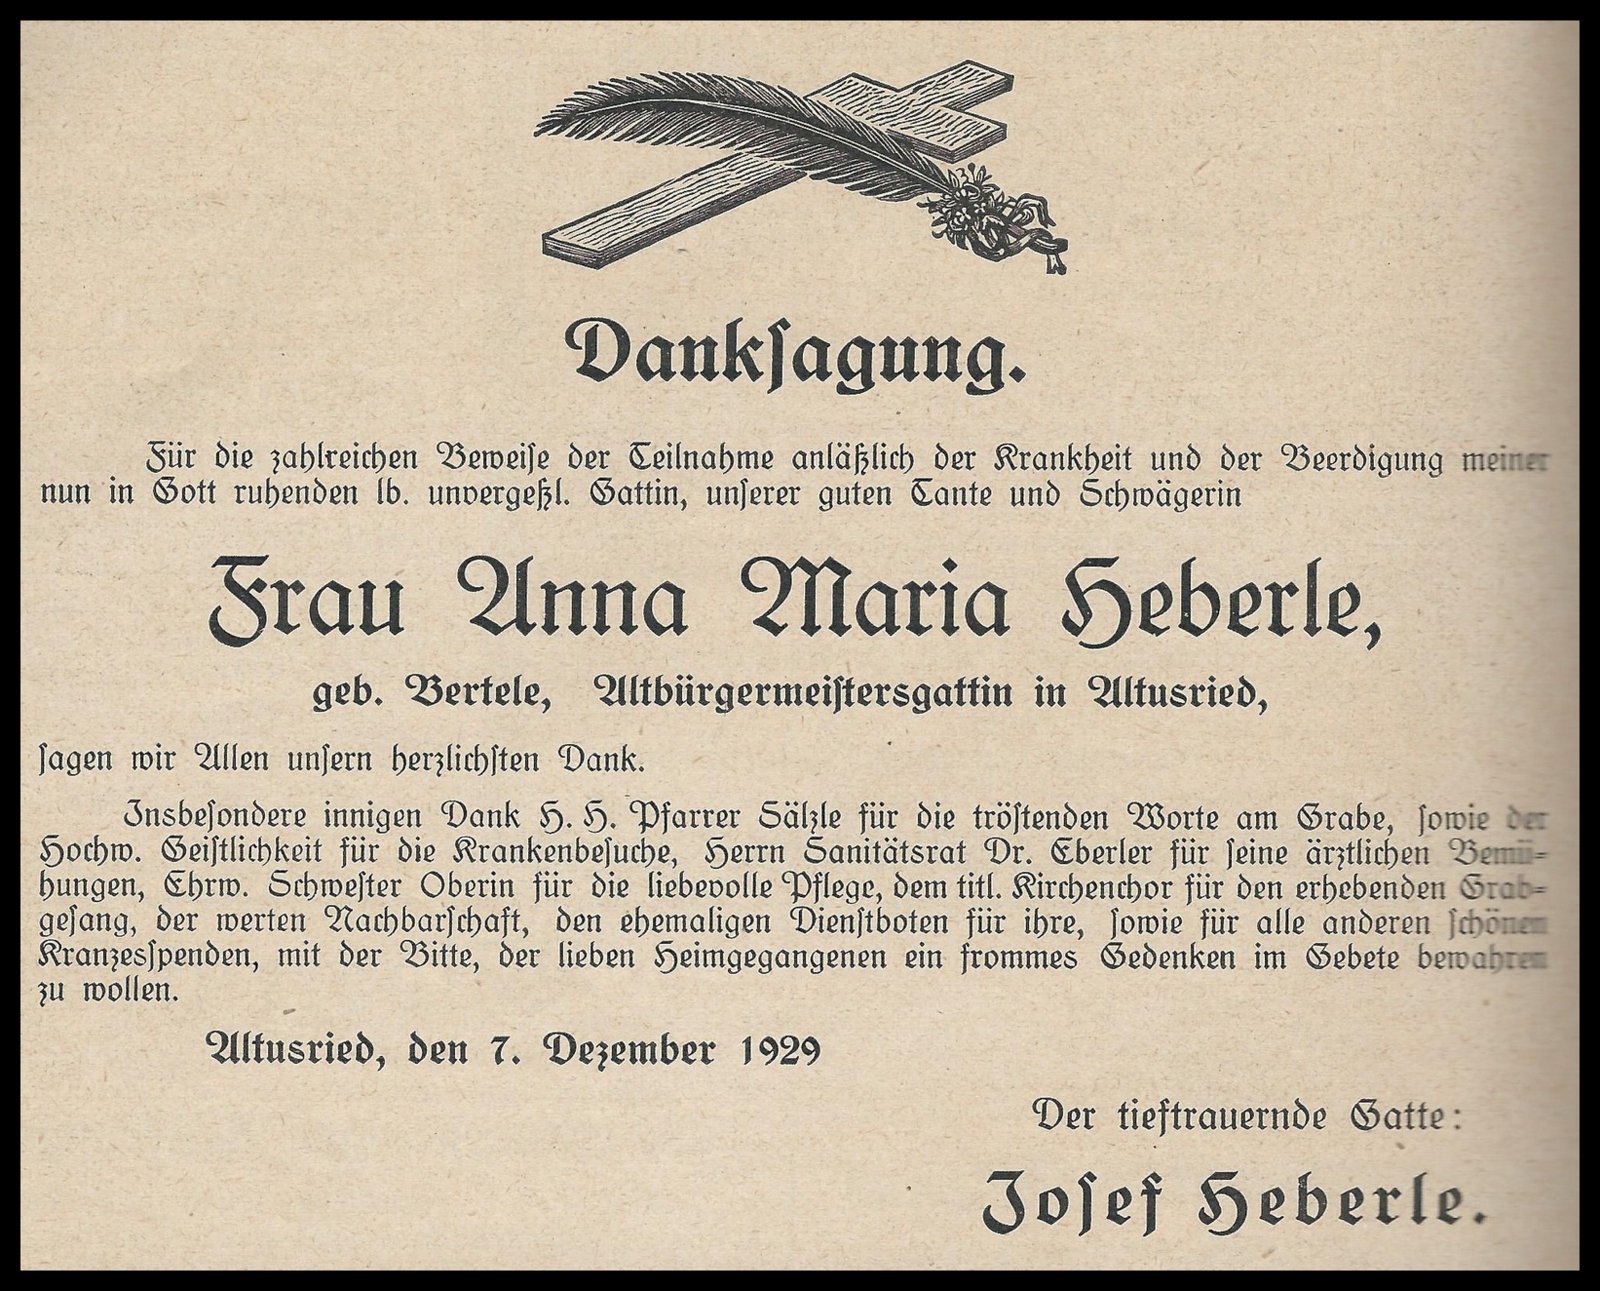 Dankſagung.
Für die zahlreichen Beweiſe der Teilnahme anläßlich der Krankheit und der Beerdigung meiner
nun in Gott ruhenden lb. unvergeßl. Gattin, unſerer guten Tante und Schwägerin
Frau Anna Maria Heberle,
geb. Bertele, Altbürgermeiſtersgattin in Altusried,
ſagen wir Allen unſern herzlichſten Dank.
Insbeſondere innigen Dank H. H. Pfarrer Sälzle für die tröſtenden Worte am Grabe, ſowie der
Hochw. Geiſtlichkeit für die Krankenbeſuche, Herrn Sanitätsrat Dr. Eberler für ſeine ärztlichen Bemü-
hungen, Ehrw. Schweſter Oberin für die liebevolle Pflege, dem titl. Kirchenchor für den erhebenden Grab-
geſang, der werten Nachbarſchaft, den ehemaligen Dienſtboten für ihre, ſowie für alle anderen ſchönen
Kranzesſpenden, mit der Bitte, der lieben Heimgegangenen ein frommes Gedenken im Gebete bewahren
zu wollen.
Altusried, den 7. Dezember 1929
Der tieftrauernde Gatte:
Joſef Heberle.